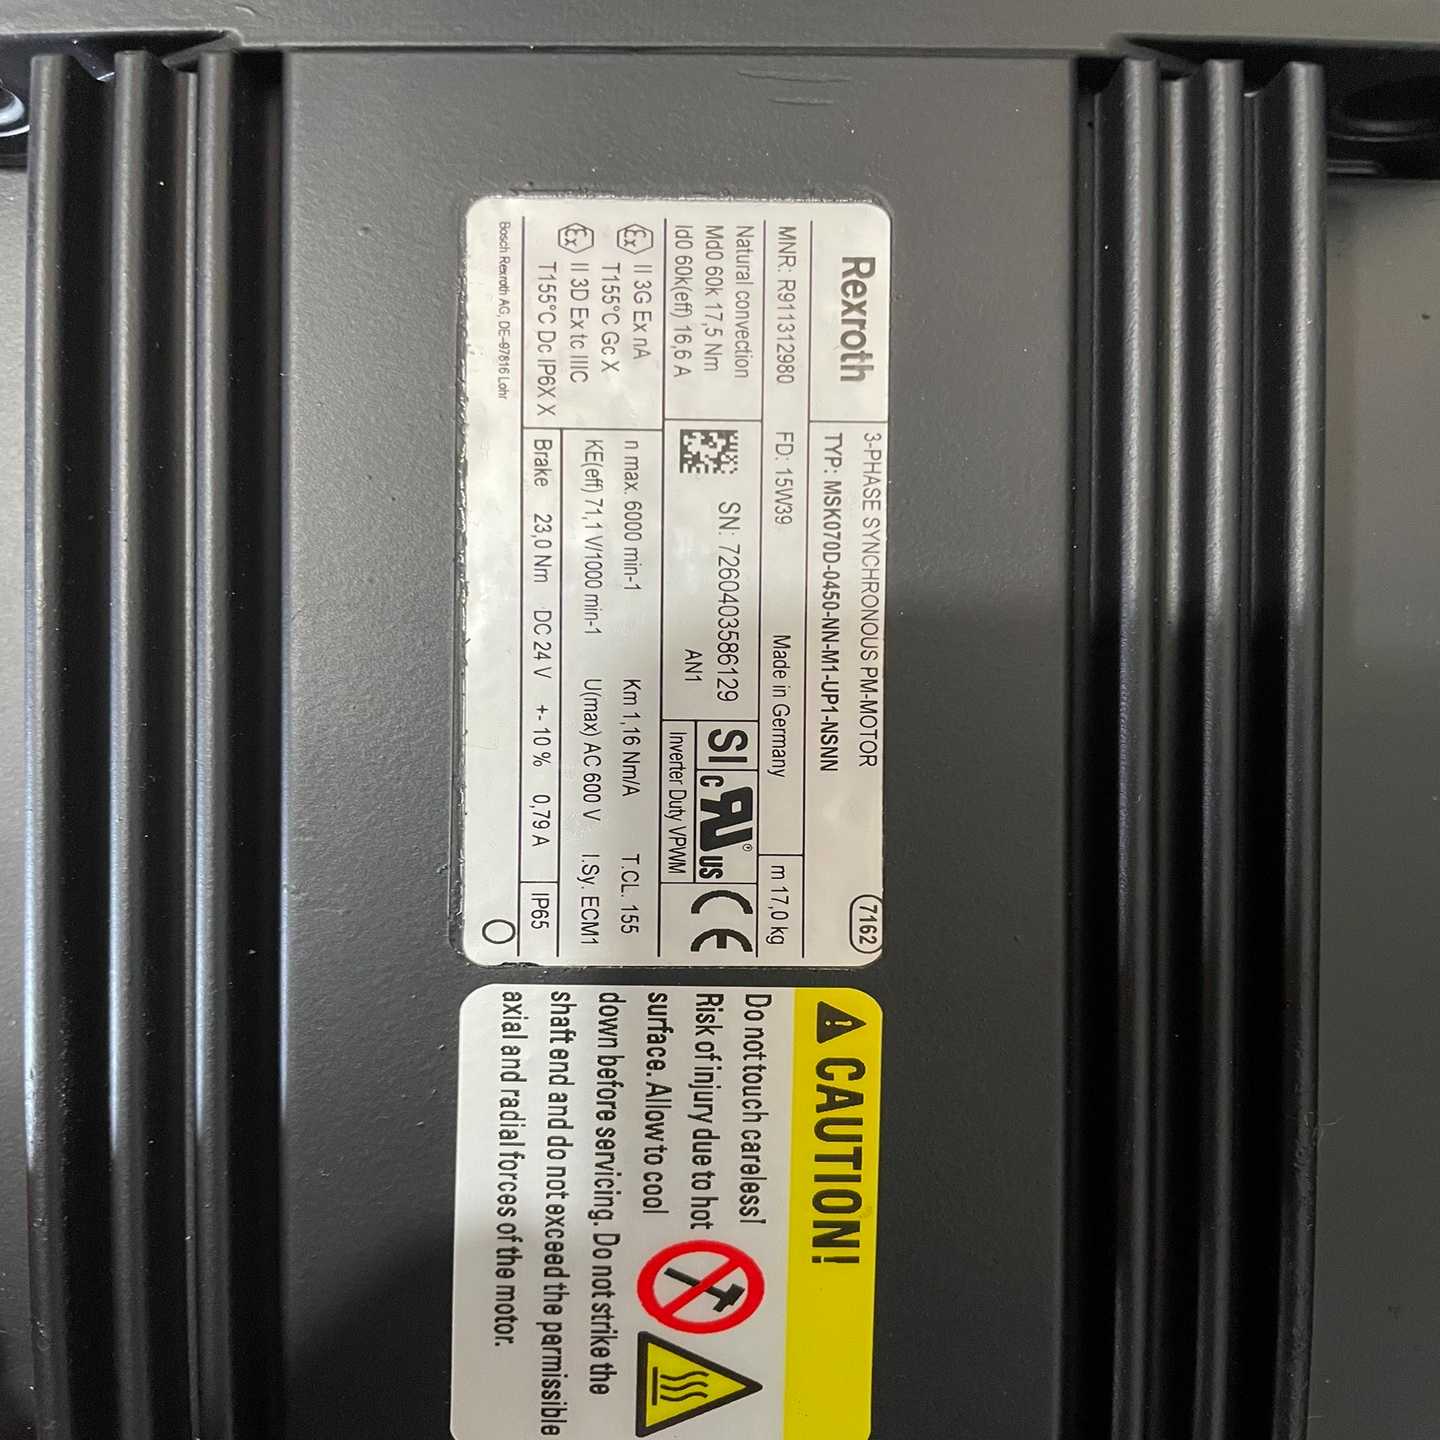 Rexroth
3-PHASE SYNCHRONOUS PM-MOTOR
TYP: MSK070D-0450-NN-M1-UP1-NSNN
7162
MNR: R911312980
FD: 15W39
Made in Germany
m 17,0 kg
Natural convection
Md0 60k 17,5 Nm
Id0 60k(eff) 16,6 A
SN: 7260403586129
AN1
SI
c RU us ®
CE
Inverter Duty VPWM
Ex II 3G Ex nA
T155°C Gc X
Ex II 3D Ex tc IIIC
T155°C Dc IP6X X
n max. 6000 min-1
Km 1,16 Nm/A
T.CL. 155
KE(eff) 71,1 V/1000 min-1
U(max) AC 600 V
I.Sy. ECM1
Brake 23,0 Nm DC 24 V +- 10 % 0,79 A
IP65
Bosch Rexroth AG, DE-97816 Lohr
CAUTION!
Do not touch careless!
Risk of injury due to hot
surface. Allow to cool
down before servicing. Do not strike the
shaft end and do not exceed the permissible
axial and radial forces of the motor.